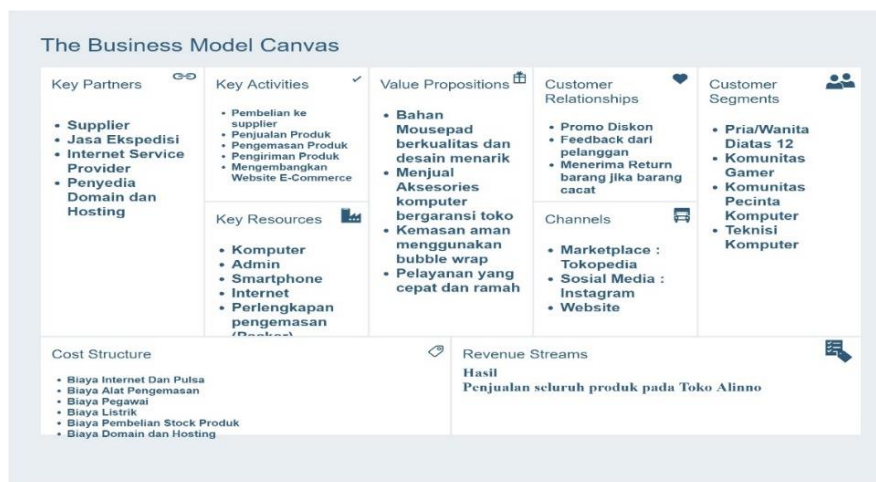 The Business Model Canvas
Key Partners
• Supplier
• Jasa Ekspedisi
• Internet Service
Provider
• Penyedia
Domain dan
Hosting
Key Activities
• Pembelian ke
supplier
• Penjualan Produk
• Pengemasan Produk
• Pengiriman Produk
• Mengembangkan
Website E-Commerce
Key Resources
• Komputer
• Admin
• Smartphone
• Internet
• Perlengkapan
pengemasan
Value Propositions
• Bahan
Mousepad
berkualitas dan
desain menarik
• Menjual
Aksesories
komputer
bergaransi toko
• Kemasan aman
menggunakan
bubble wrap
• Pelayanan yang
cepat dan ramah
Customer
Relationships
• Promo Diskon
• Feedback dari
pelanggan
• Menerima Return
barang jika barang
cacat
Channels
• Marketplace :
Tokopedia
• Sosial Media :
Instagram
• Website
Customer
Segments
• Pria/Wanita
Diatas 12
• Komunitas
Gamer
• Komunitas
Pecinta
Komputer
• Teknisi
Komputer
Cost Structure
• Biaya Internet Dan Pulsa
• Biaya Alat Pengemasan
• Biaya Pegawai
• Biaya Listrik
• Biaya Pembelian Stock Produk
• Biaya Domain dan Hosting
Revenue Streams
Hasil
Penjualan seluruh produk pada Toko Alinno